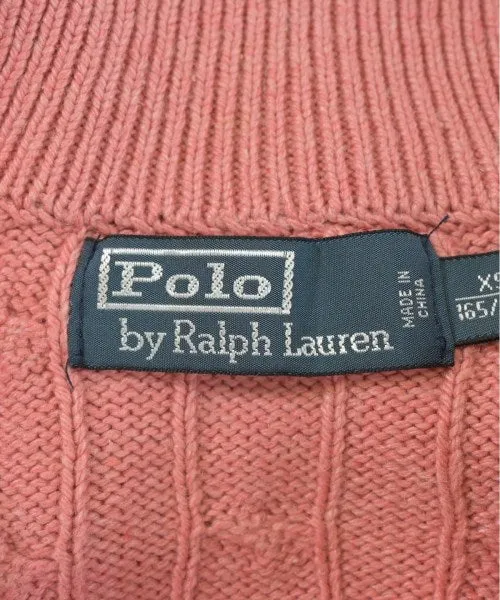 Polo
by Ralph Lauren
MADE IN
CHINA
XS
165/